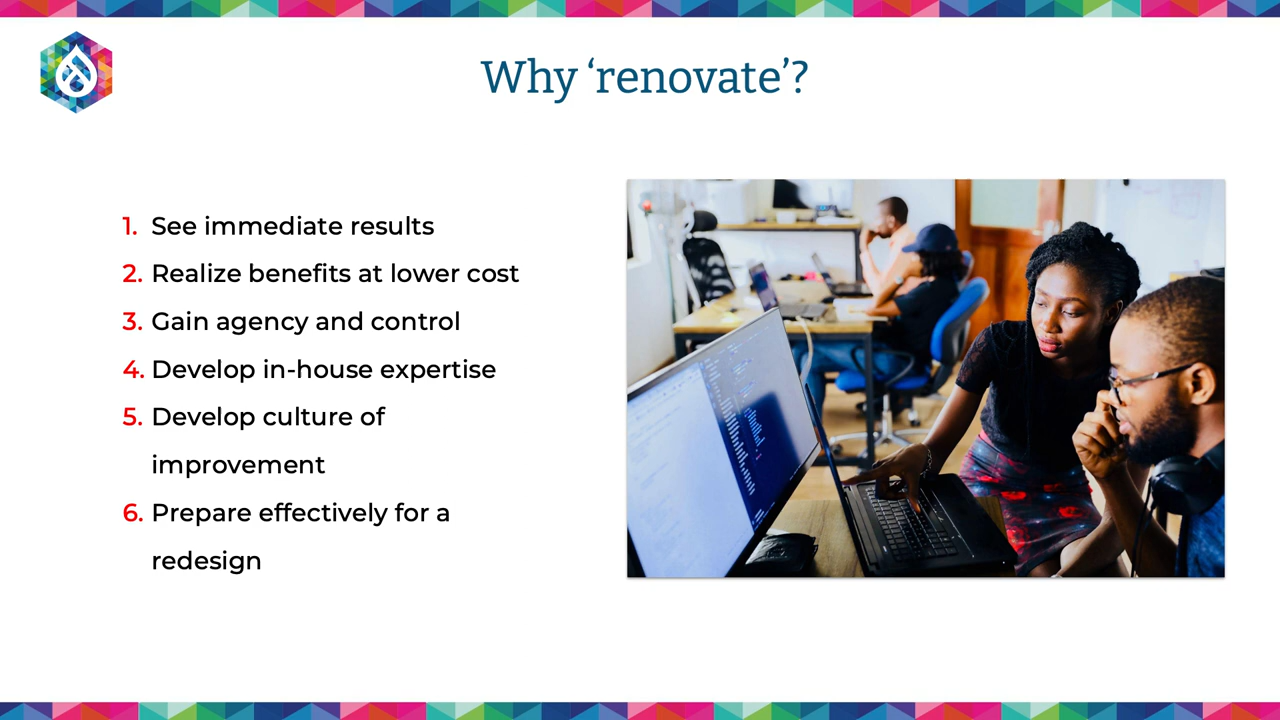 Why ‘renovate’?
1. See immediate results
2. Realize benefits at lower cost
3. Gain agency and control
4. Develop in-house expertise
5. Develop culture of
improvement
6. Prepare effectively for a
redesign